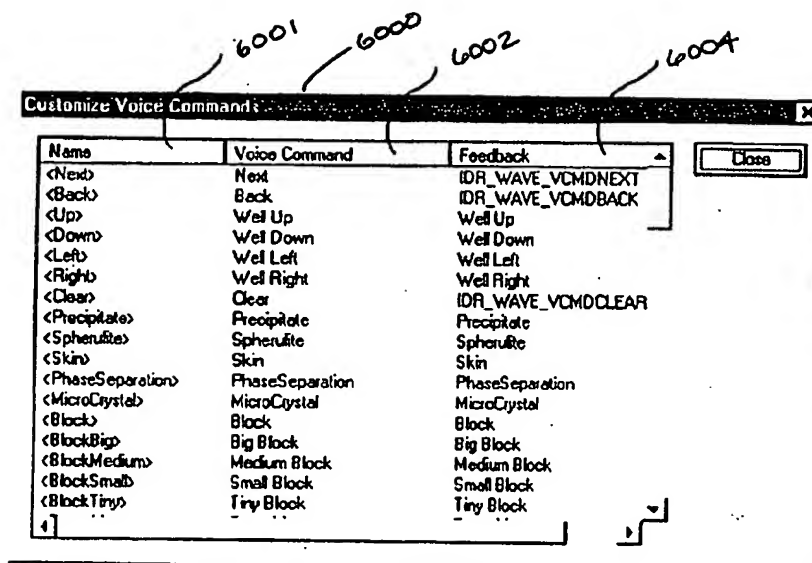 6001 6000 6002 6004
Customize Voice Commands
Name Voice Command Feedback Close
<Next> Next IDR_WAVE_VCMDNEXT
<Back> Back IDR_WAVE_VCMDBACK
<Up> Well Up Well Up
<Down> Well Down Well Down
<Left> Well Left Well Left
<Right> Well Right Well Right
<Clear> Clear IDR_WAVE_VCMDCLEAR
<Precipitate> Precipitate Precipitate
<Spherulite> Spherulite Spherulite
<Skin> Skin Skin
<PhaseSeparation> PhaseSeparation PhaseSeparation
<MicroCrystal> MicroCrystal MicroCrystal
<Block> Block Block
<BlockBig> Big Block Big Block
<BlockMedium> Medium Block Medium Block
<BlockSmall> Small Block Small Block
<BlockTiny> Tiny Block Tiny Block